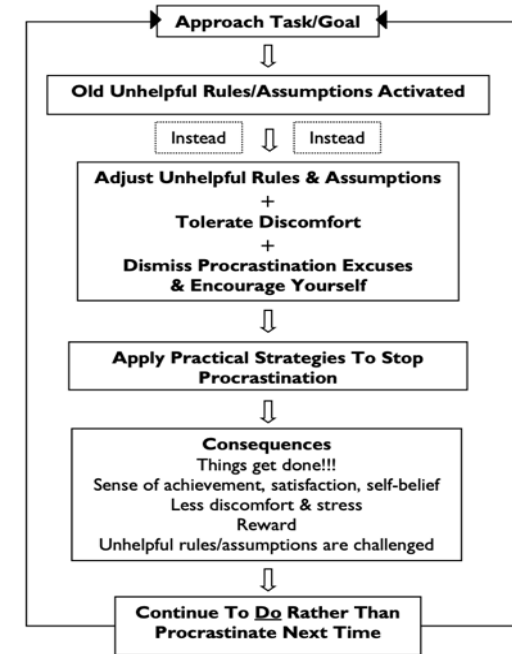 Approach Task/Goal
Old Unhelpful Rules/Assumptions Activated
Instead Instead
Adjust Unhelpful Rules & Assumptions
+
Tolerate Discomfort
+
Dismiss Procrastination Excuses
& Encourage Yourself
Apply Practical Strategies To Stop
Procrastination
Consequences
Things get done!!!
Sense of achievement, satisfaction, self-belief
Less discomfort & stress
Reward
Unhelpful rules/assumptions are challenged
Continue To Do Rather Than
Procrastinate Next Time